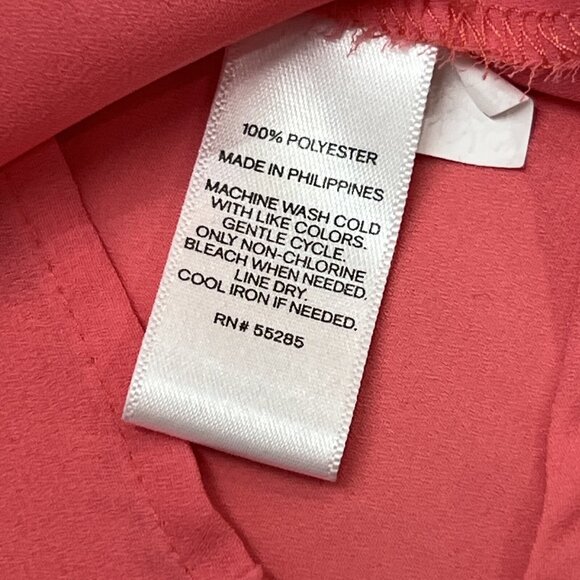 100% POLYESTER
MADE IN PHILIPPINES
MACHINE WASH COLD
WITH LIKE COLORS.
GENTLE CYCLE.
ONLY NON-CHLORINE
BLEACH WHEN NEEDED.
LINE DRY.
COOL IRON IF NEEDED.
RN# 55285